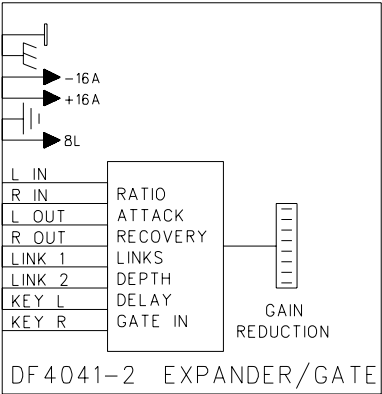 -16A
+16A
8L
L IN
R IN
L OUT
R OUT
LINK 1
LINK 2
KEY L
KEY R
RATIO
ATTACK
RECOVERY
LINKS
DEPTH
DELAY
GATE IN
GAIN
REDUCTION
DF4041-2 EXPANDER/GATE